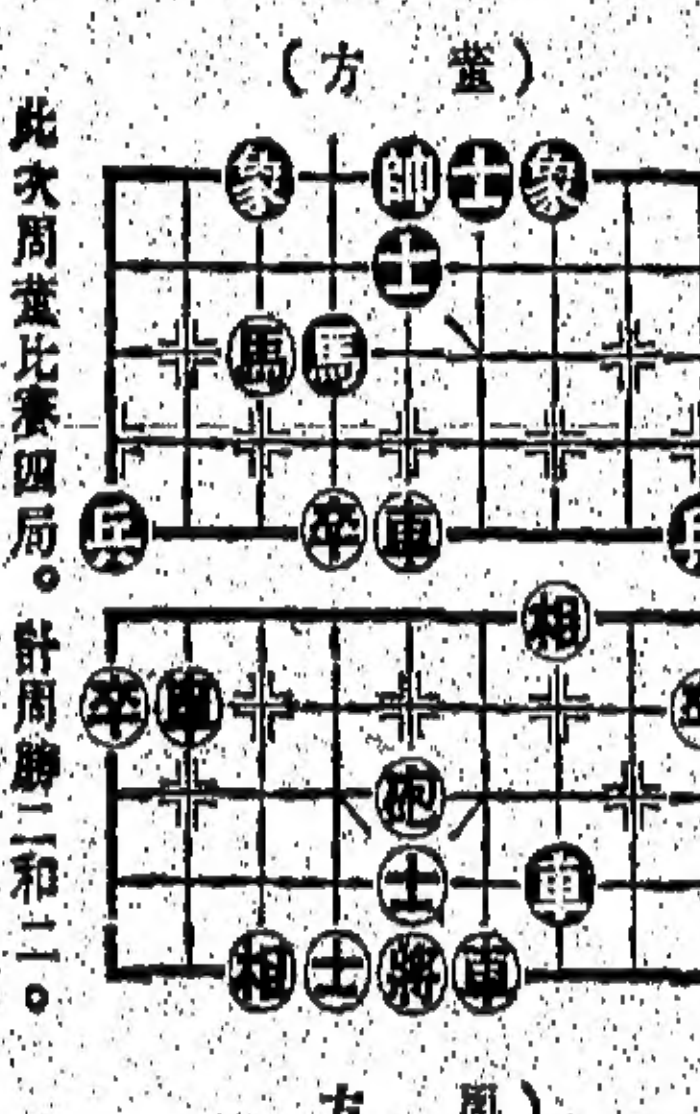 （董方）
象帥士象
士
馬馬
兵卒車兵
相
卒車
砲
士車
相士將車
此次周董比賽四局。計周勝二和二。